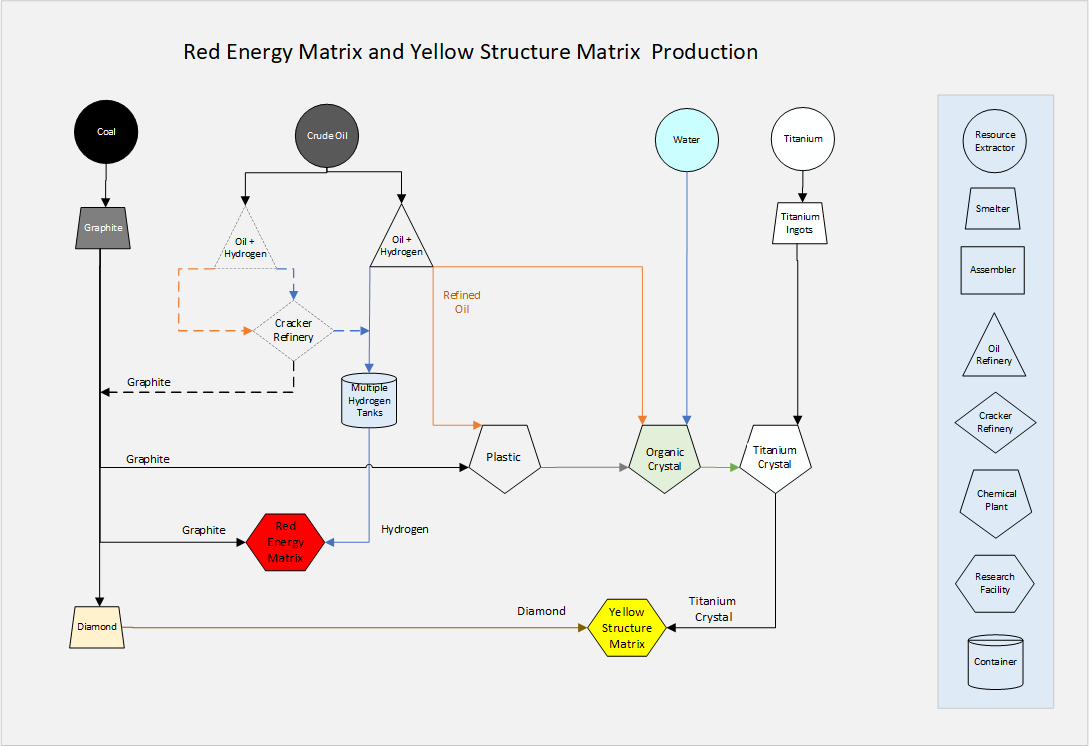 Red Energy Matrix and Yellow Structure Matrix Production
Coal
Crude Oil
Water
Titanium
Graphite
Oil +
Hydrogen
Oil +
Hydrogen
Titanium
Ingots
Refined
Oil
Cracker
Refinery
Graphite
Multiple
Hydrogen
Tanks
Graphite
Plastic
Organic
Crystal
Titanium
Crystal
Graphite
Red
Energy
Matrix
Hydrogen
Diamond
Diamond
Yellow
Structure
Matrix
Titanium
Crystal
Resource
Extractor
Smelter
Assembler
Oil
Refinery
Cracker
Refinery
Chemical
Plant
Research
Facility
Container